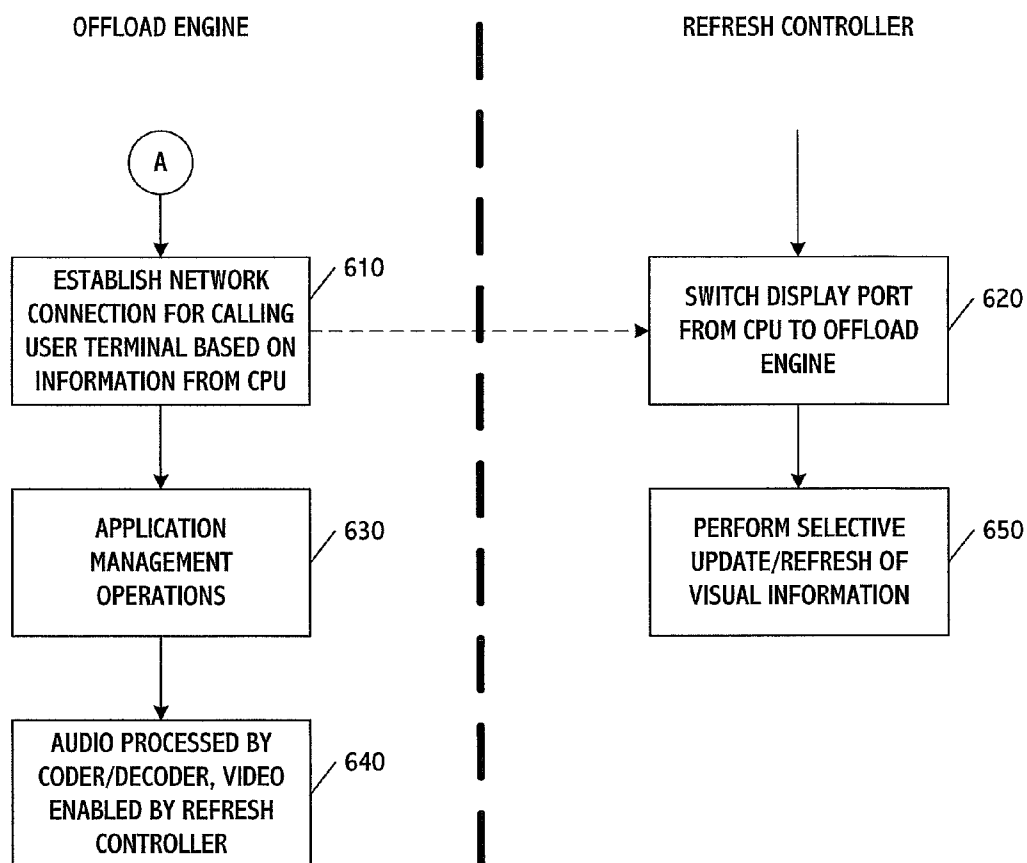 OFFLOAD ENGINE
REFRESH CONTROLLER
A
ESTABLISH NETWORK
CONNECTION FOR CALLING
USER TERMINAL BASED ON
INFORMATION FROM CPU
610
SWITCH DISPLAY PORT
FROM CPU TO OFFLOAD
ENGINE
620
APPLICATION
MANAGEMENT
OPERATIONS
630
PERFORM SELECTIVE
UPDATE/REFRESH OF
VISUAL INFORMATION
650
AUDIO PROCESSED BY
CODER/DECODER, VIDEO
ENABLED BY REFRESH
CONTROLLER
640